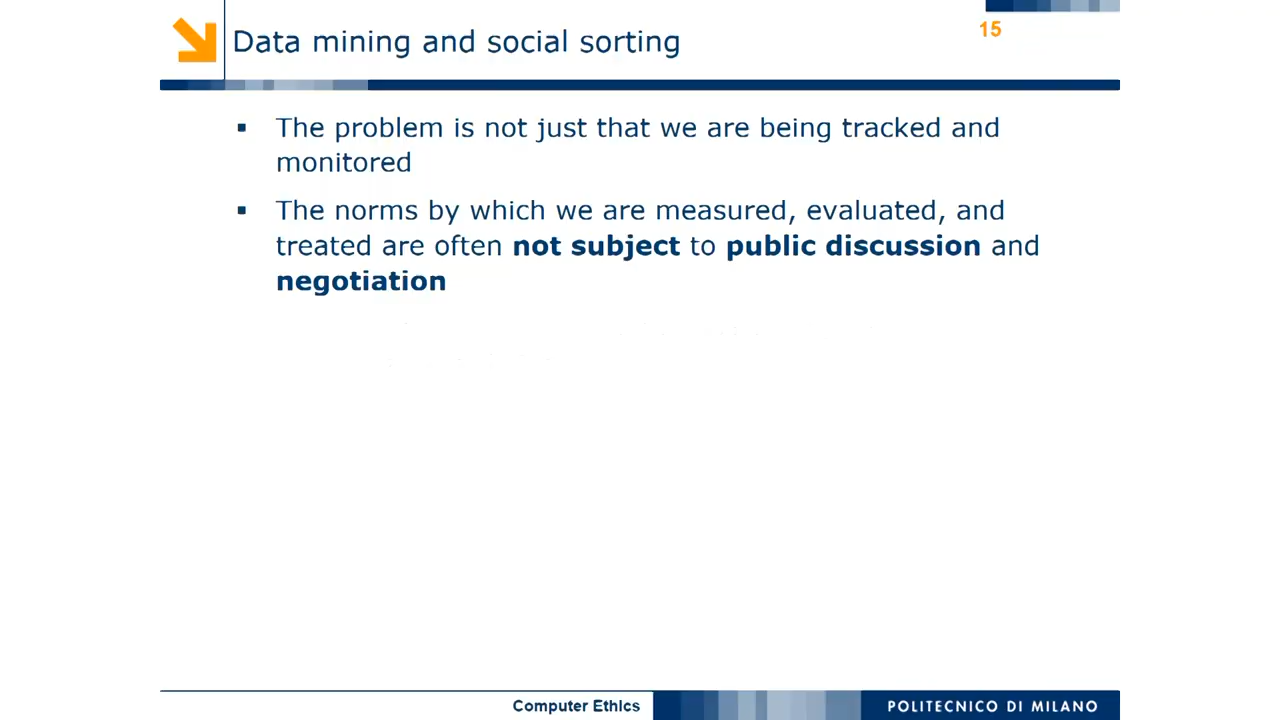 15
Data mining and social sorting
▪ The problem is not just that we are being tracked and
monitored
▪ The norms by which we are measured, evaluated, and
treated are often not subject to public discussion and
negotiation
Computer Ethics
POLITECNICO DI MILANO